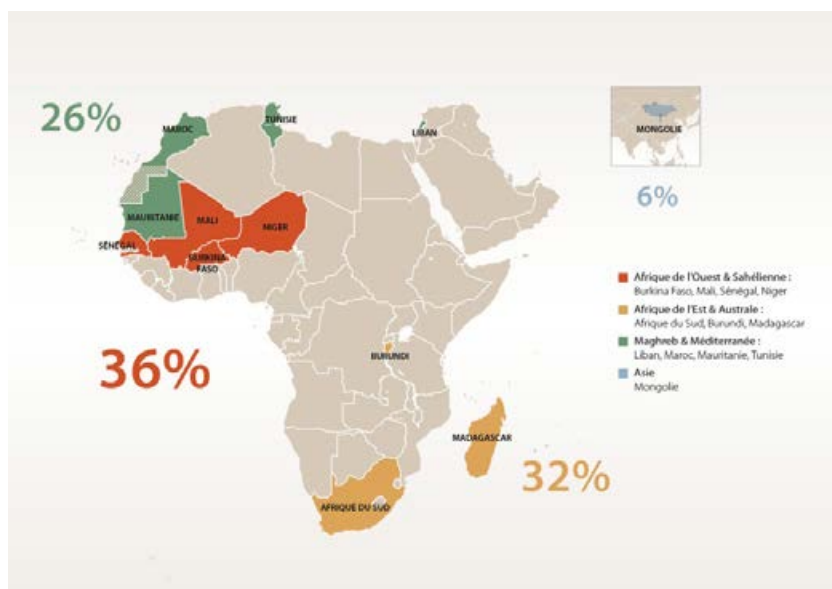 26%
MAROC
TUNISIE
LIBAN
MONGOLIE
6%
MAURITANIE
MALI
NIGER
SÉNÉGAL
BURKINA
FASO
36%
BURUNDI
MADAGASCAR
32%
AFRIQUE DU SUD
Afrique de l'Ouest & Sahélienne :
Burkina Faso, Mali, Sénégal, Niger
Afrique de l'Est & Australe :
Afrique du Sud, Burundi, Madagascar
Maghreb & Méditerranée :
Liban, Maroc, Mauritanie, Tunisie
Asie
Mongolie